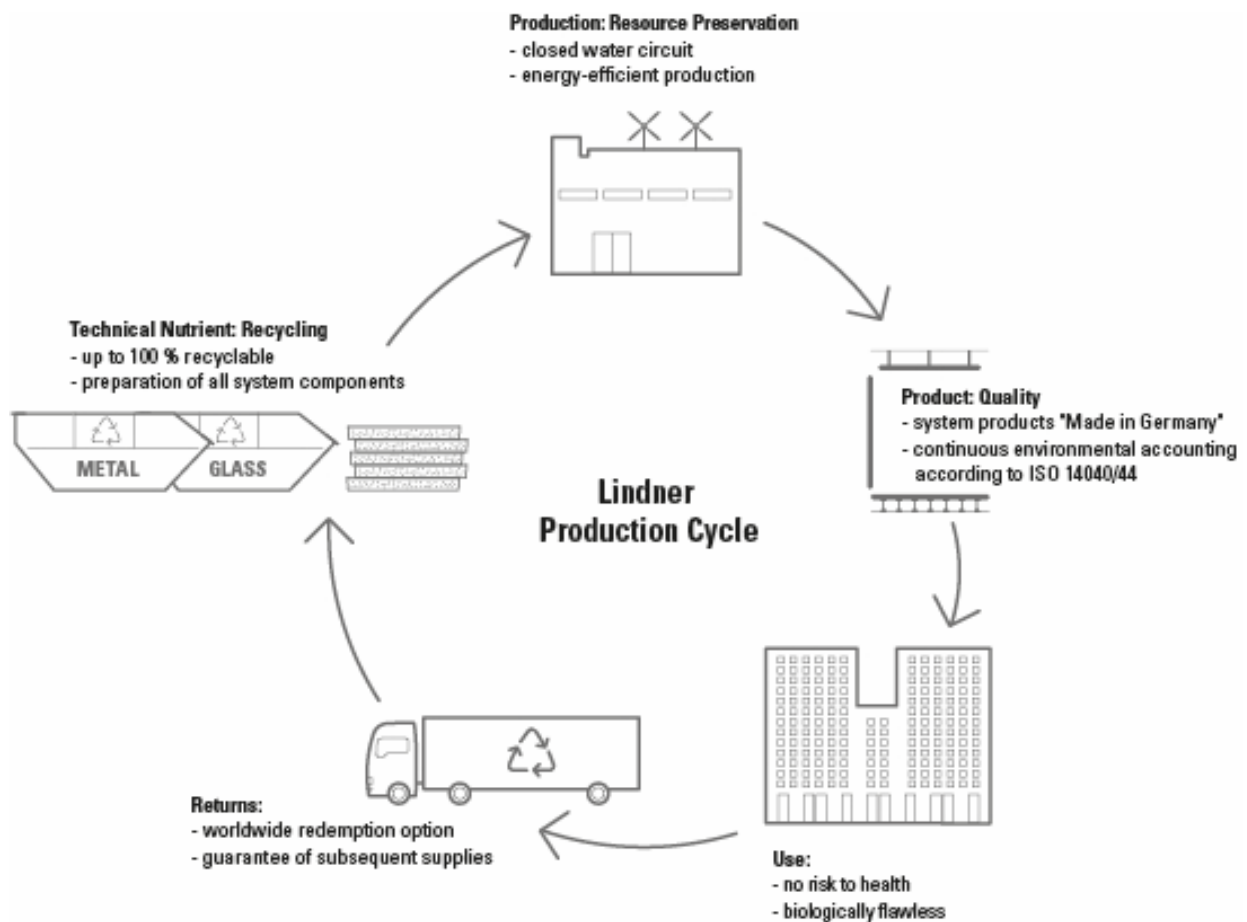 Production: Resource Preservation
- closed water circuit
- energy-efficient production
Technical Nutrient: Recycling
- up to 100 % recyclable
- preparation of all system components
METAL
GLASS
Product: Quality
- system products "Made in Germany"
- continuous environmental accounting
according to ISO 14040/44
Lindner
Production Cycle
Returns:
- worldwide redemption option
- guarantee of subsequent supplies
Use:
- no risk to health
- biologically flawless